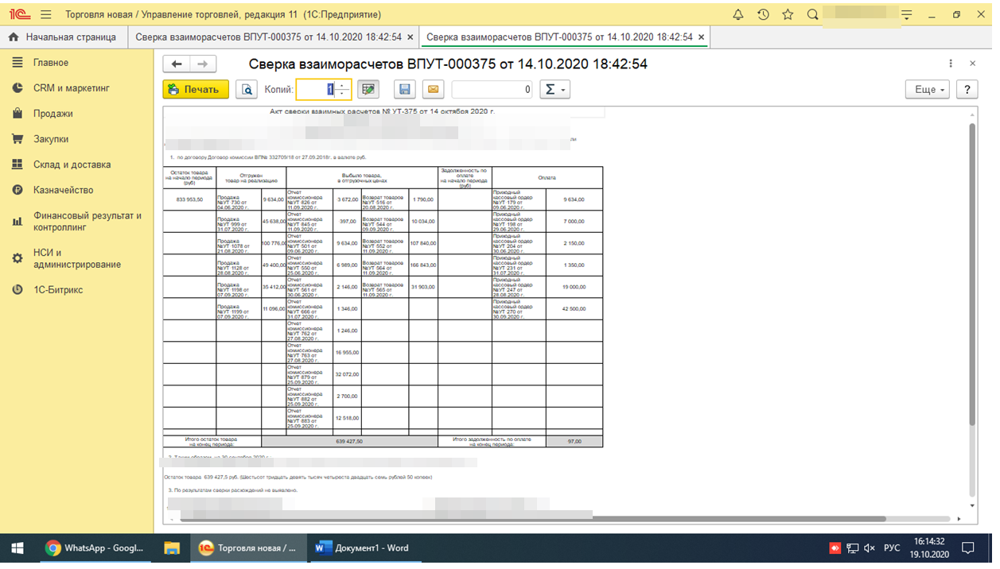 1С Торговля новая / Управление торговлей, редакция 11 (1С:Предприятие)
Начальная страница
Сверка взаиморасчетов ВПУТ-000375 от 14.10.2020 18:42:54 ×
Сверка взаиморасчетов ВПУТ-000375 от 14.10.2020 18:42:54 ×
Главное
CRM и маркетинг
Продажи
Закупки
Склад и доставка
Казначейство
Финансовый результат и
контроллинг
НСИ и
администрирование
1С-Битрикс
Сверка взаиморасчетов ВПУТ-000375 от 14.10.2020 18:42:54
Печать
Копий: 1
0
Σ
Еще
?
Акт сверки взаимных расчетов № УТ-375 от 14 октября 2020 г.
ли
1. по договору Договор комиссии ВП№ 332709/18 от 27.09.2018г. в валюте руб.
Остаток товара
на начало периода
(руб)
Отгружен
товар на реализацию
Выбыло товара,
в отгрузочных ценах
Задолженность по
оплате
на начало периода
(руб)
Оплата
833 953,50
Продажа
№УТ 730 от
04.06.2020 г.
9 634,00
Отчет
комиссионера
№УТ 826 от
11.09.2020 г.
3 672,00
Возврат товаров
№УТ 516 от
20.08.2020 г.
1 790,00
Приходный
кассовый ордер
№УТ 179 от
09.06.2020 г.
9 634,00
Продажа
№УТ 999 от
31.07.2020 г.
45 638,00
Отчет
комиссионера
№УТ 845 от
11.09.2020 г.
397,00
Возврат товаров
№УТ 544 от
09.09.2020 г.
10 034,00
Приходный
кассовый ордер
№УТ 198 от
29.06.2020 г.
7 000,00
Продажа
№УТ 1078 от
21.08.2020 г.
100 776,00
Отчет
комиссионера
№УТ 501 от
09.06.2020 г.
9 634,00
Возврат товаров
№УТ 552 от
11.09.2020 г.
107 840,00
Приходный
кассовый ордер
№УТ 204 от
30.06.2020 г.
2 150,00
Продажа
№УТ 1128 от
28.08.2020 г.
49 400,00
Отчет
комиссионера
№УТ 550 от
25.06.2020 г.
6 989,00
Возврат товаров
№УТ 564 от
11.09.2020 г.
166 843,00
Приходный
кассовый ордер
№УТ 231 от
31.07.2020 г.
1 350,00
Продажа
№УТ 1198 от
07.09.2020 г.
35 412,00
Отчет
комиссионера
№УТ 561 от
30.06.2020 г.
2 146,00
Возврат товаров
№УТ 565 от
11.09.2020 г.
31 903,00
Приходный
кассовый ордер
№УТ 247 от
28.08.2020 г.
19 000,00
Продажа
№УТ 1199 от
07.09.2020 г.
11 096,00
Отчет
комиссионера
№УТ 666 от
31.07.2020 г.
1 346,00
Приходный
кассовый ордер
№УТ 270 от
30.09.2020 г.
42 500,00
Отчет
комиссионера
№УТ 762 от
27.08.2020 г.
1 246,00
Отчет
комиссионера
№УТ 763 от
27.08.2020 г.
16 955,00
Отчет
комиссионера
№УТ 879 от
25.09.2020 г.
32 072,00
Отчет
комиссионера
№УТ 882 от
25.09.2020 г.
2 700,00
Отчет
комиссионера
№УТ 883 от
25.09.2020 г.
12 518,00
Итого остаток товара
на конец периода:
639 427,50
Итого задолженность по оплате
на конец периода:
97,00
2. Таким образом, на 30 сентября 2020 г.:
Остаток товара 639 427,5 руб. (Шестьсот тридцать девять тысяч четыреста двадцать семь рублей 50 копеек)
3. По результатам сверки расхождений не выявлено.
WhatsApp - Googl...
1С Торговля новая / ...
Документ1 - Word
РУС
16:14:32
19.10.2020